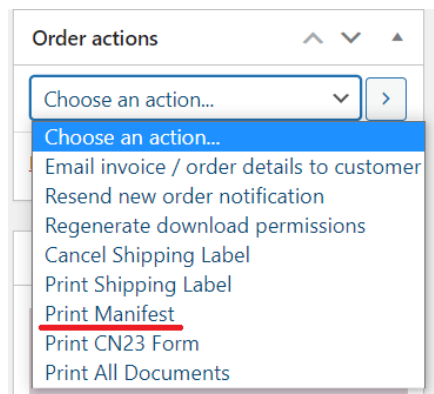 Order actions
Choose an action...
Choose an action...
Email invoice / order details to customer
Resend new order notification
Regenerate download permissions
Cancel Shipping Label
Print Shipping Label
Print Manifest
Print CN23 Form
Print All Documents